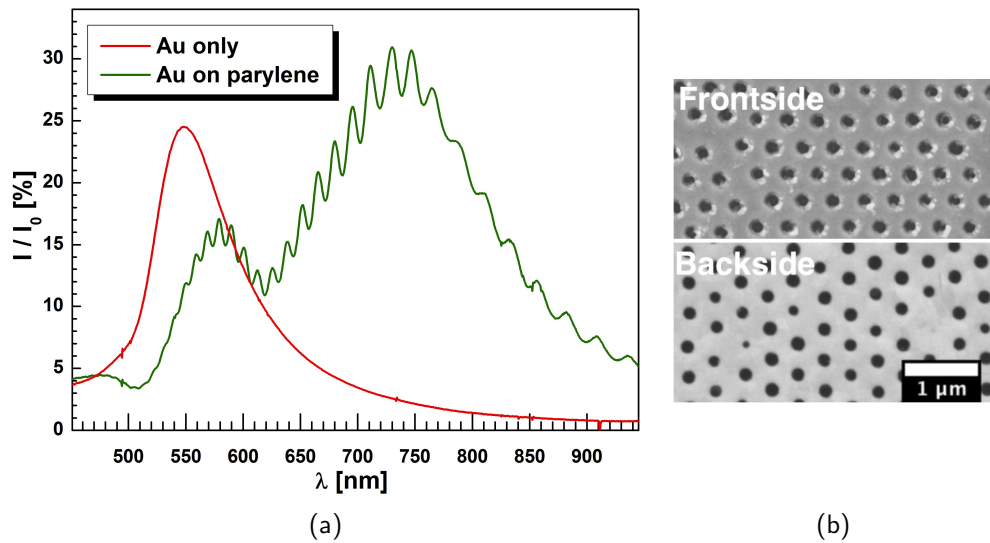 Au only
Au on parylene
I / I0 [%]
30
25
20
15
10
5
0
500 550 600 650 700 750 800 850 900
λ [nm]
(a)
Frontside
Backside
1 µm
(b)